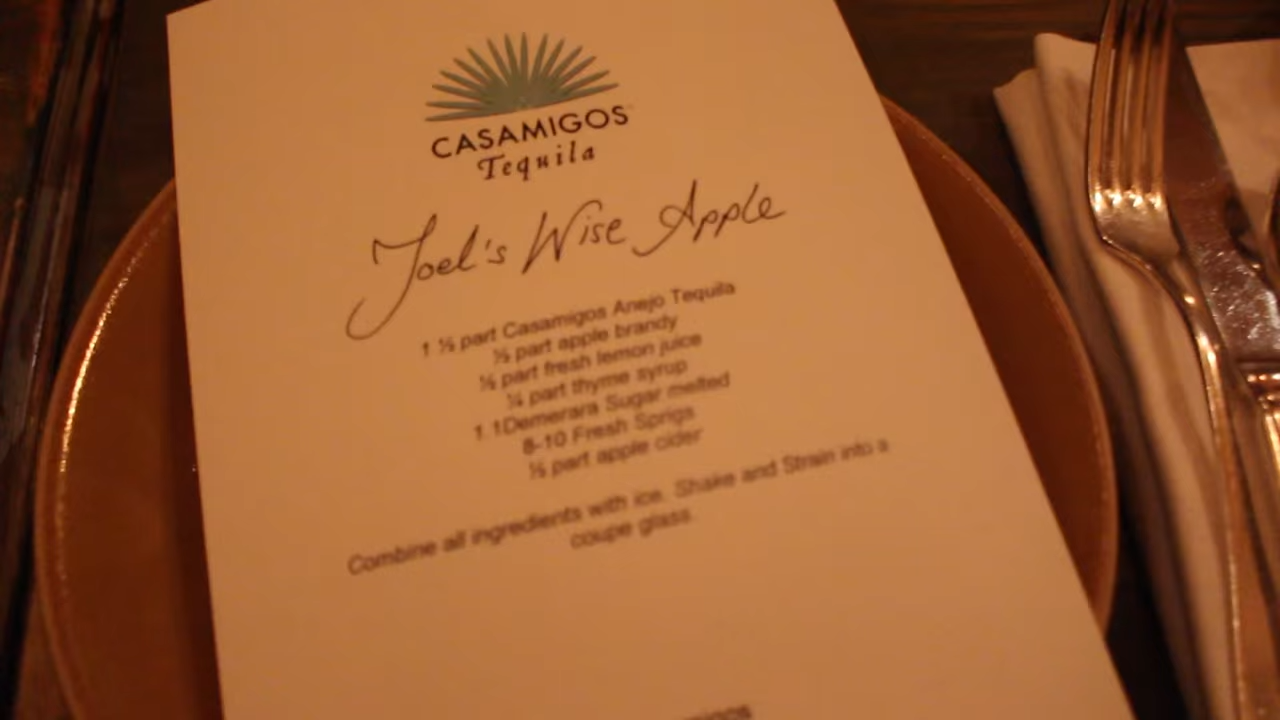 CASAMIGOS
Tequila
Joel's Wise Apple
1 ½ part Casamigos Anejo Tequila
½ part apple brandy
½ part fresh lemon juice
¼ part thyme syrup
1 1Demerara Sugar melted
8-10 Fresh Sprigs
½ part apple cider
Combine all ingredients with ice. Shake and Strain into a
coupe glass.